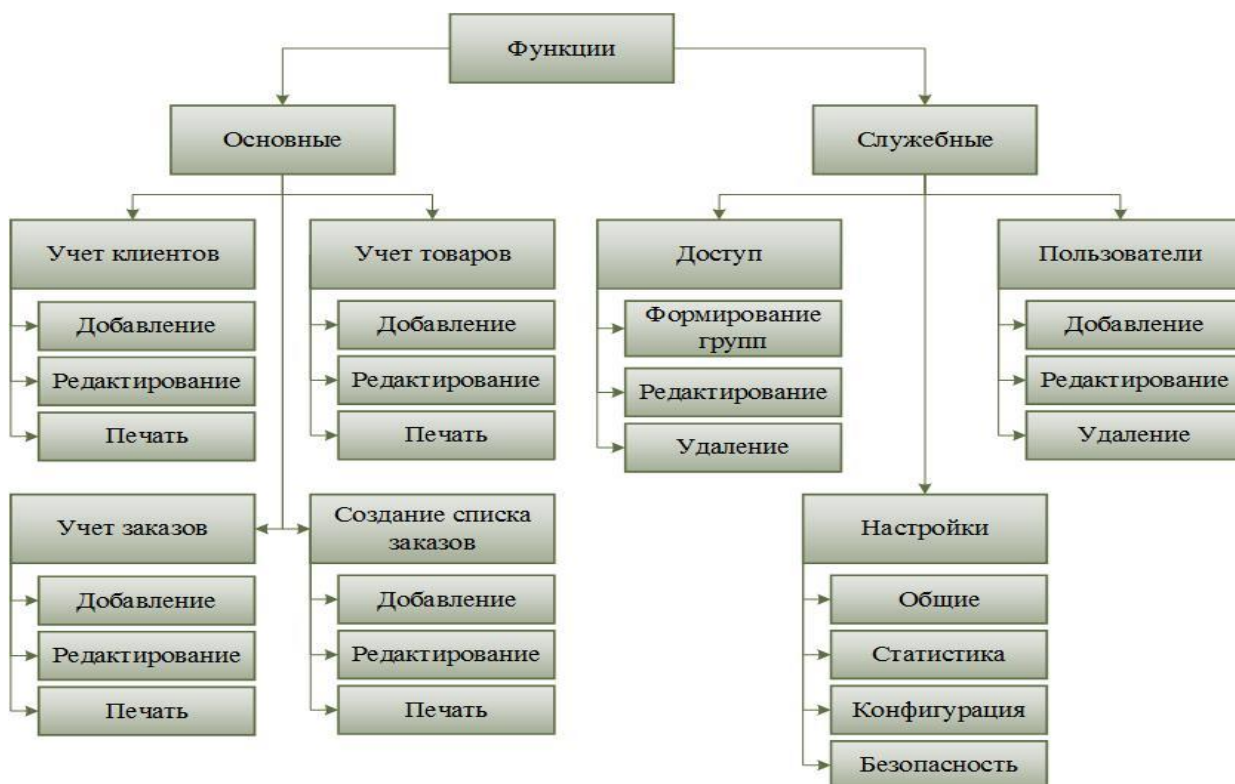 Функции
Основные
Служебные
Учет клиентов
Добавление
Редактирование
Печать
Учет товаров
Добавление
Редактирование
Печать
Учет заказов
Добавление
Редактирование
Печать
Создание списка
заказов
Добавление
Редактирование
Печать
Доступ
Формирование
групп
Редактирование
Удаление
Пользователи
Добавление
Редактирование
Удаление
Настройки
Общие
Статистика
Конфигурация
Безопасность